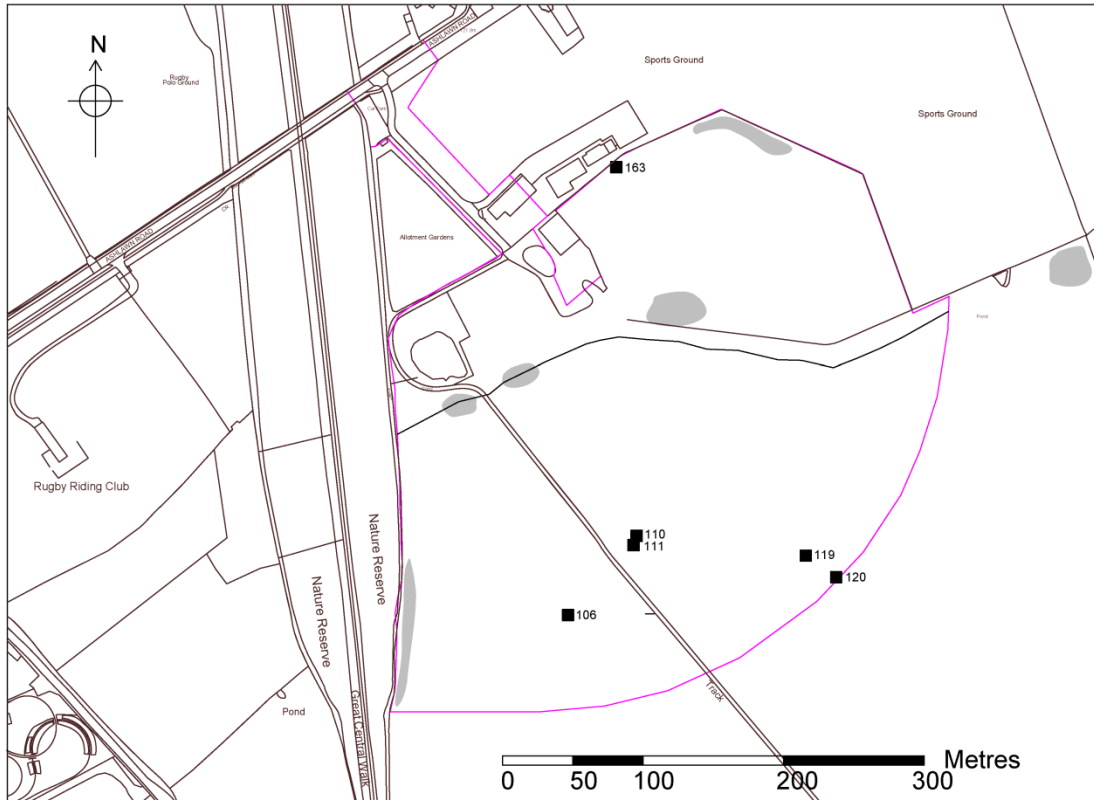 N
ASHLAWN ROAD
Rugby
Polo Ground
Sports Ground
Sports Ground
163
Allotment Gardens
ASHLAWN ROAD
Pond
Rugby Riding Club
Nature Reserve
Nature Reserve
110
111
119
120
106
Track
Pond
Great Central Walk
Metres
0 50 100 200 300